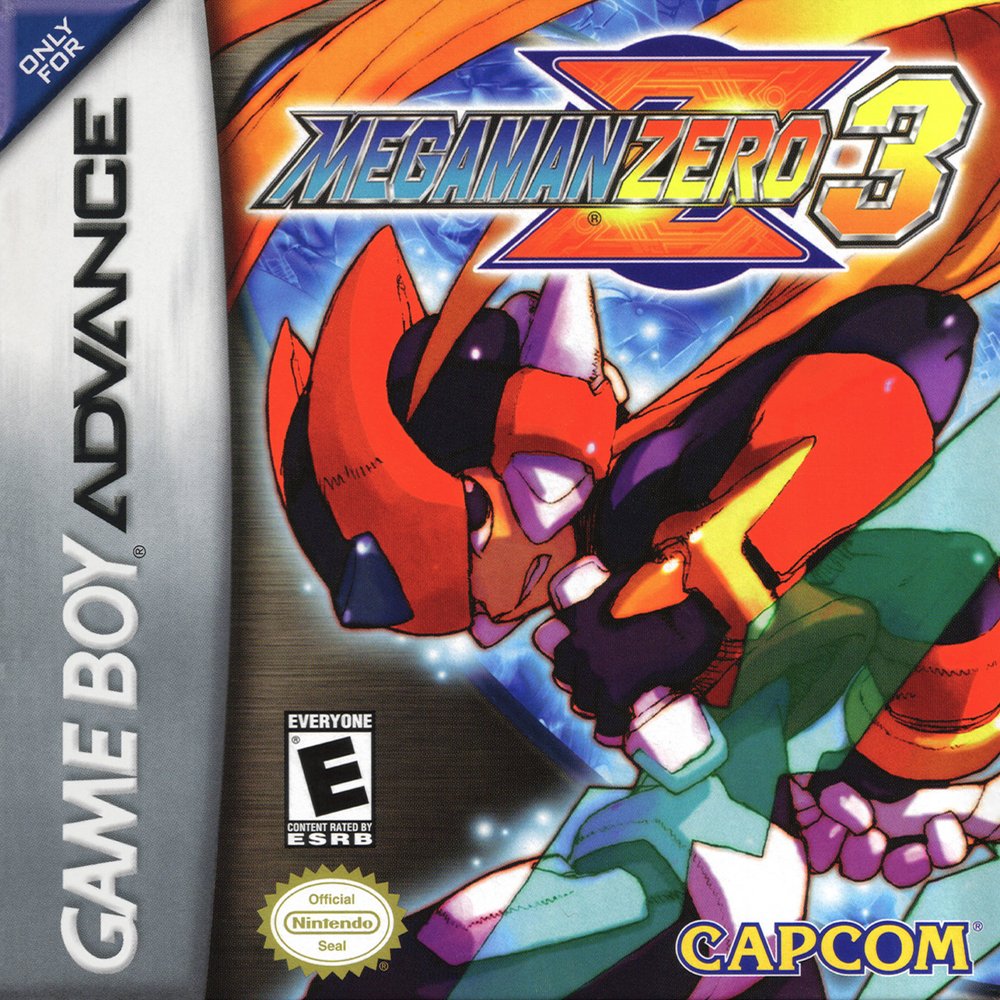 ONLY
FOR
GAME BOY ADVANCE
®
MEGAMAN ZERO 3
®
EVERYONE
®
E
CONTENT RATED BY
ESRB
Official
Nintendo
Seal
®
CAPCOM®